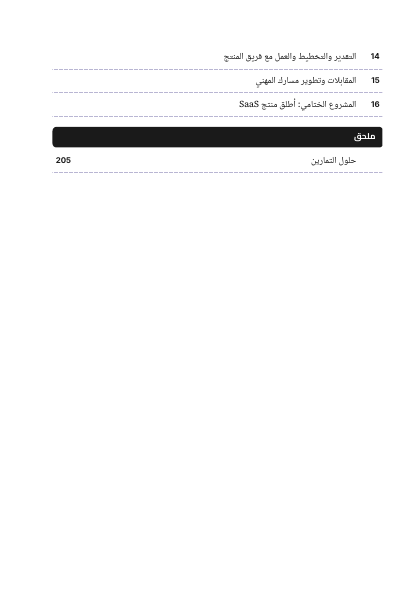 14 التقدير والتخطيط والعمل مع فريق المنتج
15 المقابلات وتطوير مسارك المهني
16 المشروع الختامي: أطلق منتج SaaS
ملحق
حلول التمارين 205